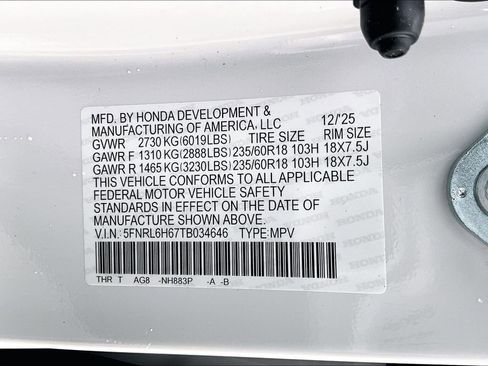 MFD. BY HONDA DEVELOPMENT & 12/'25
MANUFACTURING OF AMERICA, LLC
GVWR 2730 KG(6019LBS) TIRE SIZE RIM SIZE
GAWR F 1310 KG(2888LBS) 235/60R18 103H 18X7.5J
GAWR R 1465 KG(3230LBS) 235/60R18 103H 18X7.5J
THIS VEHICLE CONFORMS TO ALL APPLICABLE
FEDERAL MOTOR VEHICLE SAFETY
STANDARDS IN EFFECT ON THE DATE OF
MANUFACTURE SHOWN ABOVE.
V.I.N.: 5FNRL6H67TB034646 TYPE: MPV
THR T AG8 -NH883P -A -B